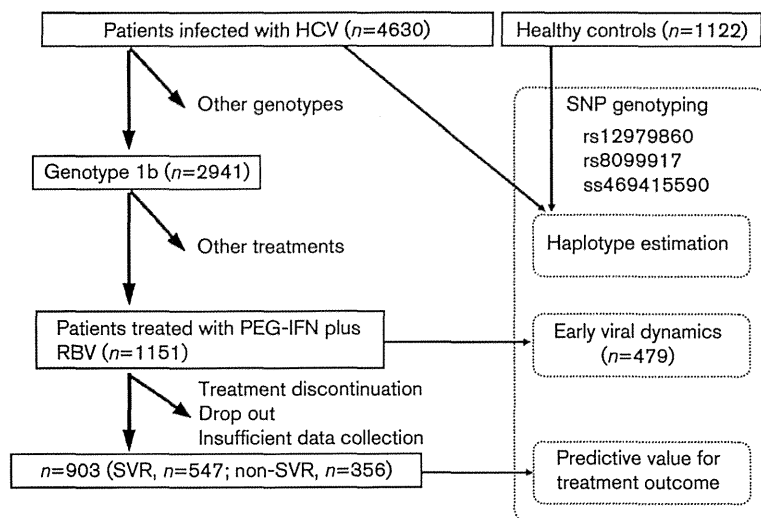 Patients infected with HCV (n=4630)
Healthy controls (n=1122)
Other genotypes
SNP genotyping
rs12979860
rs8099917
ss469415590
Genotype 1b (n=2941)
Other treatments
Haplotype estimation
Patients treated with PEG-IFN plus
RBV (n=1151)
Early viral dynamics
(n=479)
Treatment discontinuation
Drop out
Insufficient data collection
n=903 (SVR, n=547; non-SVR, n=356)
Predictive value for
treatment outcome